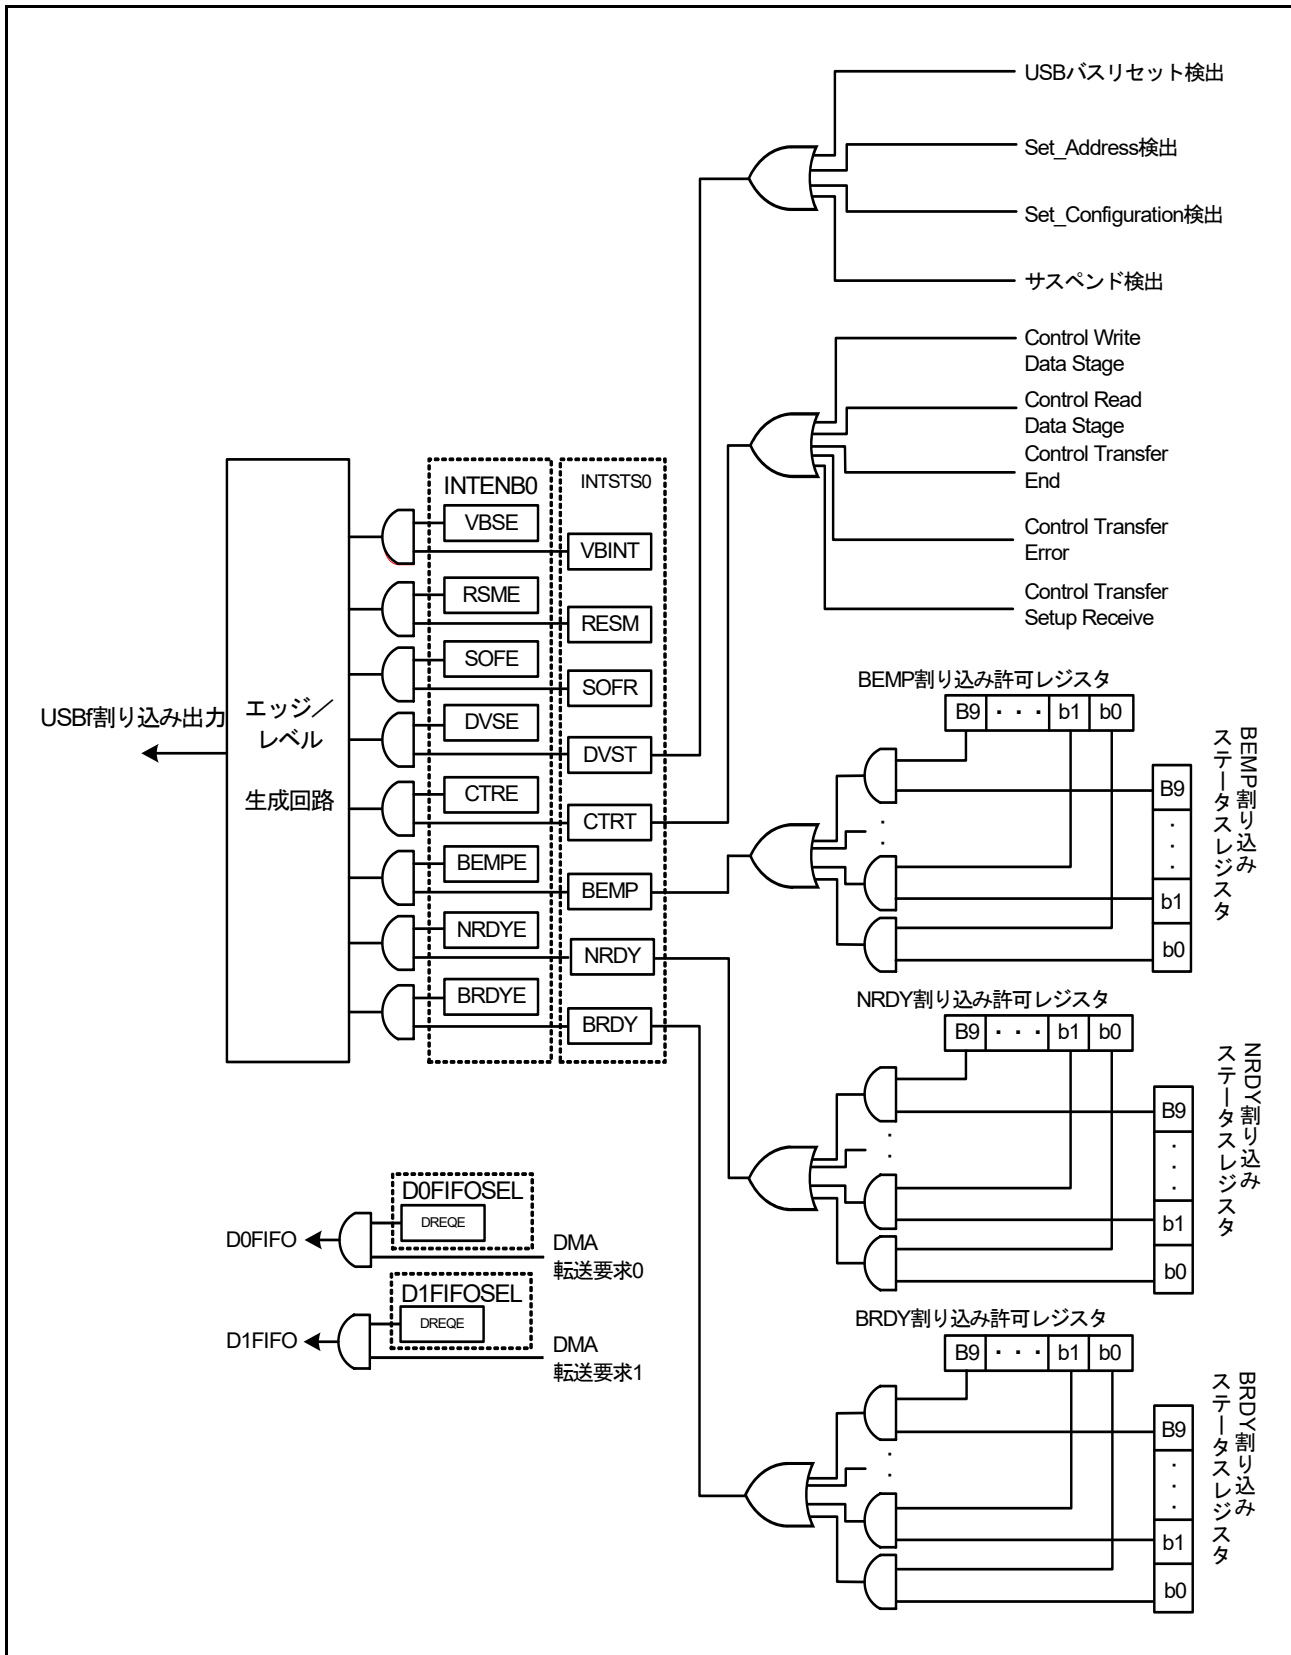 USBバスリセット検出
Set_Address検出
Set_Configuration検出
サスペンド検出
Control Write
Data Stage
Control Read
Data Stage
Control Transfer
End
Control Transfer
Error
Control Transfer
Setup Receive
INTENB0
INTSTS0
VBSE
VBINT
RSME
RESM
SOFE
SOFR
DVSE
DVST
CTRE
CTRT
BEMPE
BEMP
NRDYE
NRDY
BRDYE
BRDY
USBf割り込み出力
エッジ／
レベル
生成回路
BEMP割り込み許可レジスタ
B9 ・・・ b1 b0
BEMP割り込み
ステータスレジスタ
B9
・・・
b1
b0
NRDY割り込み許可レジスタ
B9 ・・・ b1 b0
NRDY割り込み
ステータスレジスタ
B9
・・・
b1
b0
BRDY割り込み許可レジスタ
B9 ・・・ b1 b0
BRDY割り込み
ステータスレジスタ
B9
・・・
b1
b0
D0FIFOSEL
DREQE
D0FIFO
DMA
転送要求0
D1FIFOSEL
DREQE
D1FIFO
DMA
転送要求1